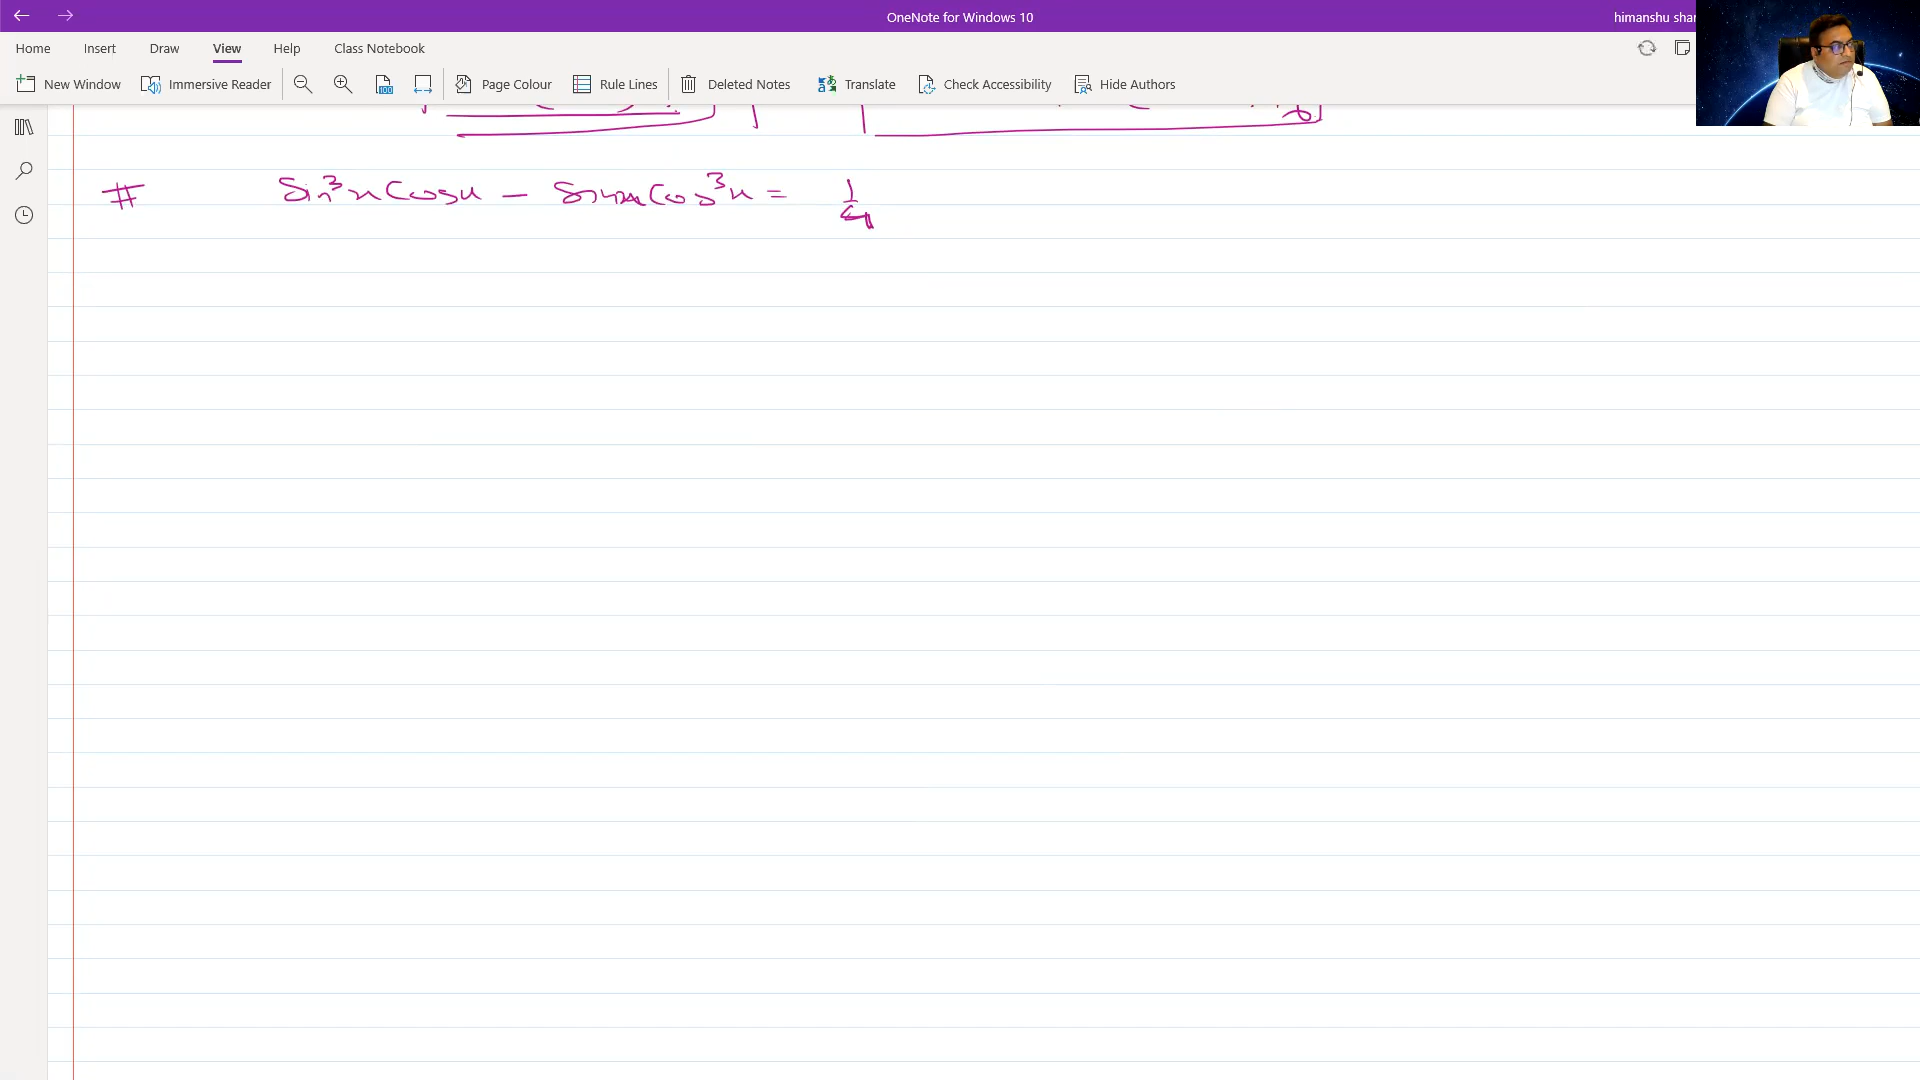 OneNote for Windows 10
himanshu shar
Home Insert Draw View Help Class Notebook
New Window Immersive Reader 100 Page Colour Rule Lines Deleted Notes Translate Check Accessibility Hide Authors
# Sin³x Cosx - Sinx Cos³x = 1/4